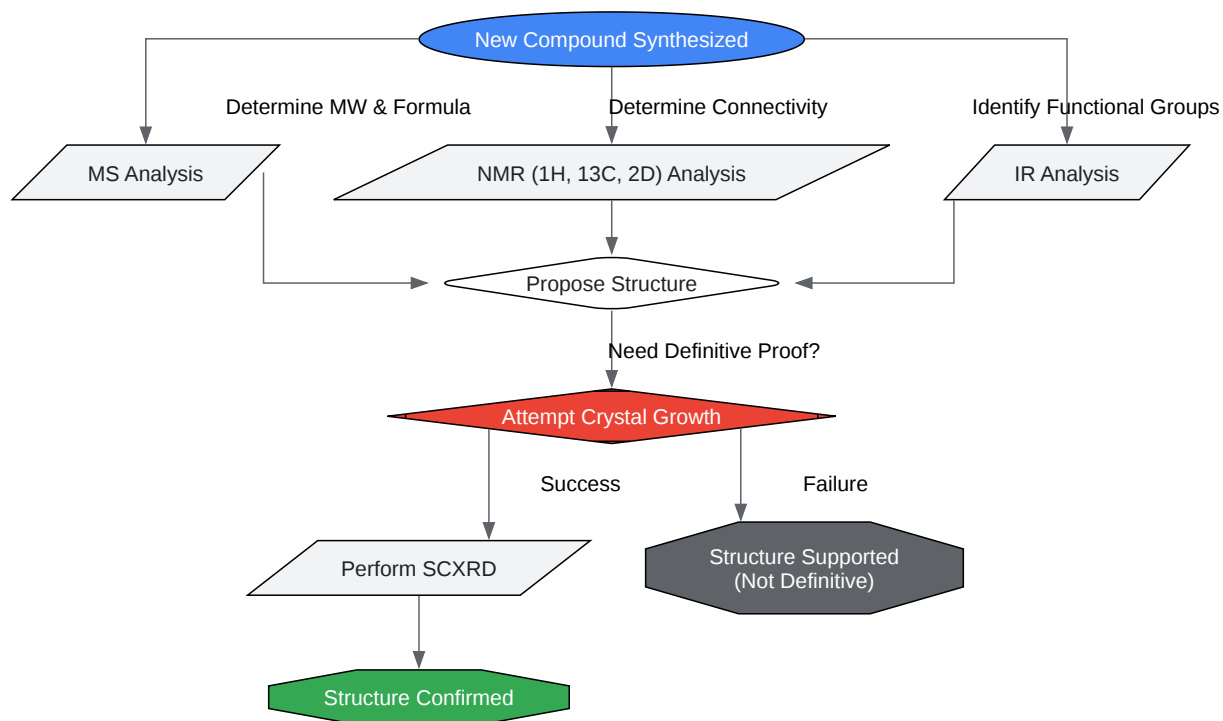 New Compound Synthesized
Determine MW & Formula
Determine Connectivity
Identify Functional Groups
MS Analysis
NMR (1H, 13C, 2D) Analysis
IR Analysis
Propose Structure
Need Definitive Proof?
Attempt Crystal Growth
Success
Failure
Perform SCXRD
Structure Supported
(Not Definitive)
Structure Confirmed